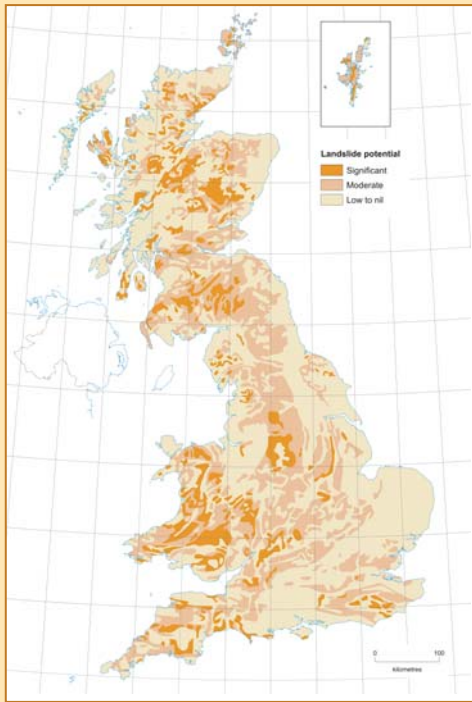 Landslide potential
Significant
Moderate
Low to nil
0 100
kilometres